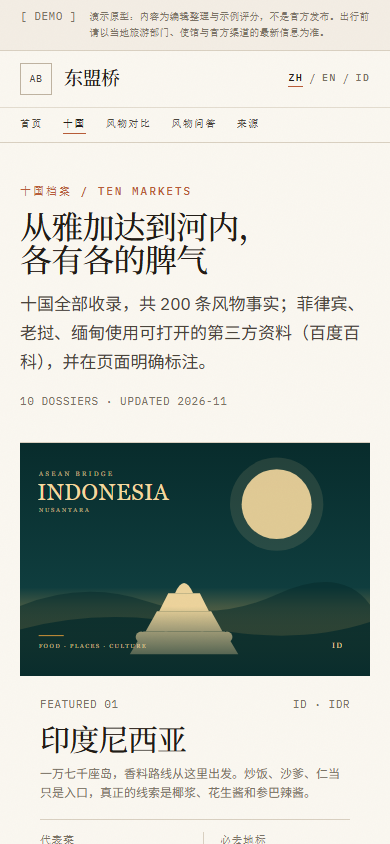 [ DEMO ] 演示原型：内容为编辑整理与示例评分，不是官方发布。出行前
请以当地旅游部门、使馆与官方渠道的最新信息为准。
AB 东盟桥 ZH / EN / ID
首页 十国 风物对比 风物问答 来源
十国档案 / TEN MARKETS
从雅加达到河内，
各有各的脾气
十国全部收录，共 200 条风物事实；菲律宾、
老挝、缅甸使用可打开的第三方资料（百度百
科），并在页面明确标注。
10 DOSSIERS · UPDATED 2026-11
ASEAN BRIDGE
INDONESIA
NUSANTARA
FOOD · PLACES · CULTURE ID
FEATURED 01 ID · IDR
印度尼西亚
一万七千座岛，香料路线从这里出发。炒饭、沙爹、仁当
只是入口，真正的线索是椰浆、花生酱和参巴辣酱。
代表菜 必去地标